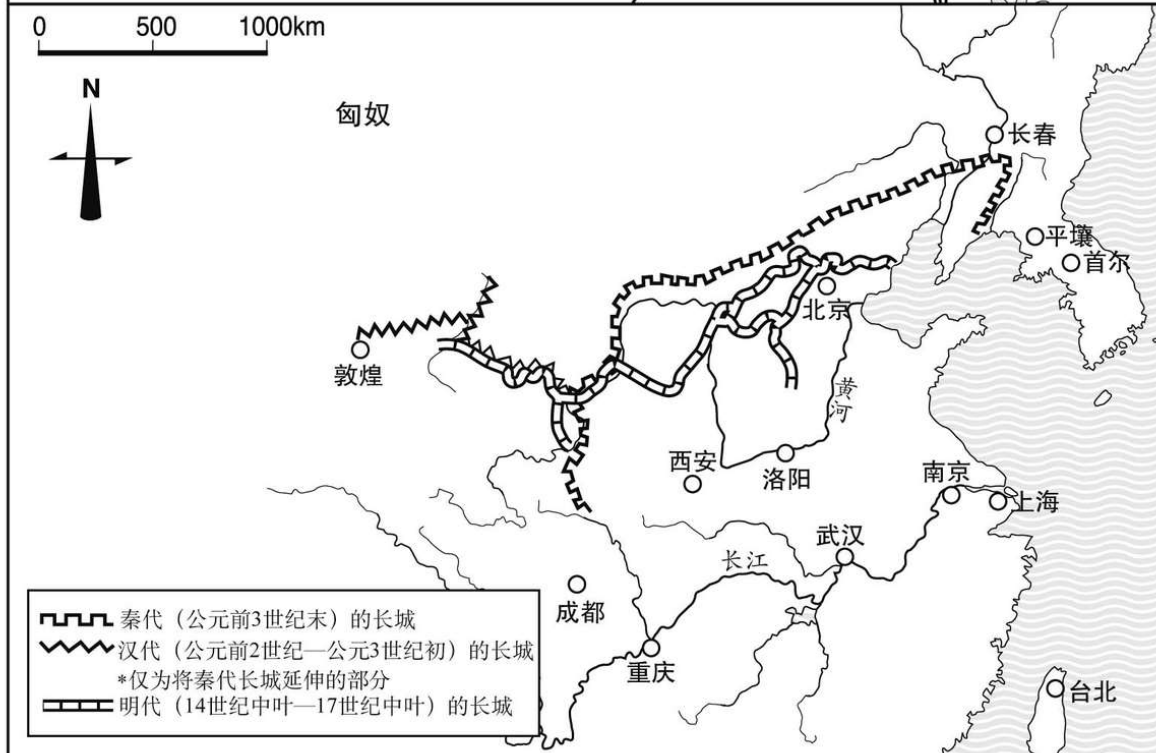 0 500 1000km
N
匈奴
长春
平壤
首尔
北京
敦煌
黄河
西安
洛阳
南京
上海
武汉
长江
成都
重庆
台北
秦代（公元前3世纪末）的长城
汉代（公元前2世纪—公元3世纪初）的长城
*仅为将秦代长城延伸的部分
明代（14世纪中叶—17世纪中叶）的长城